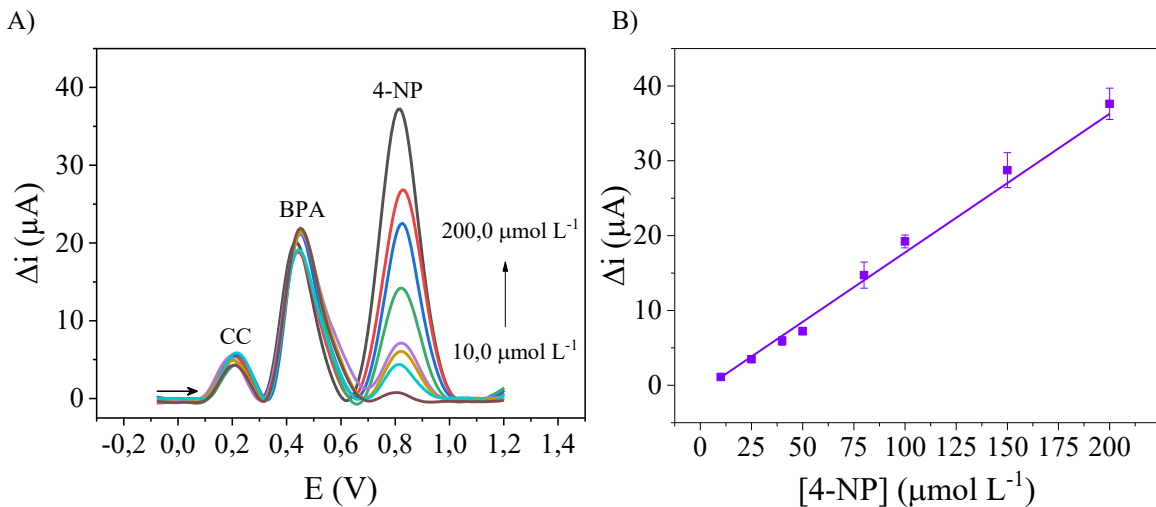 A)
40
30
20
10
0
Δi (μA)
4-NP
BPA
CC
200,0 μmol L⁻¹
10,0 μmol L⁻¹
-0,2 0,0 0,2 0,4 0,6 0,8 1,0 1,2 1,4
E (V)
B)
40
30
20
10
0
Δi (μA)
0 25 50 75 100 125 150 175 200
[4-NP] (μmol L⁻¹)